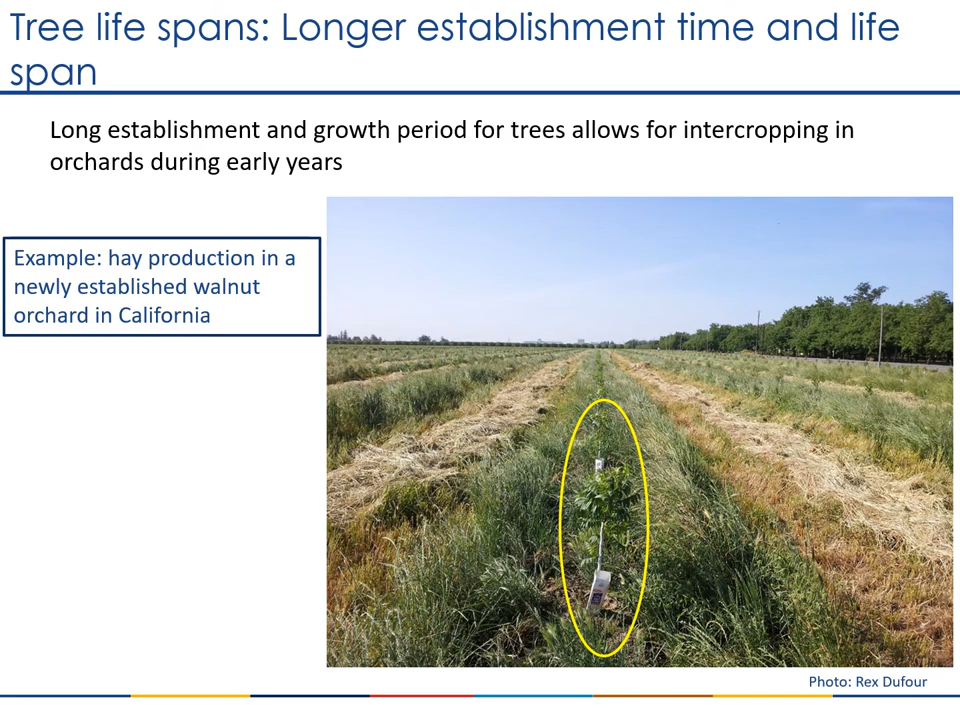 Tree life spans: Longer establishment time and life
span
Long establishment and growth period for trees allows for intercropping in
orchards during early years
Example: hay production in a
newly established walnut
orchard in California
Photo: Rex Dufour